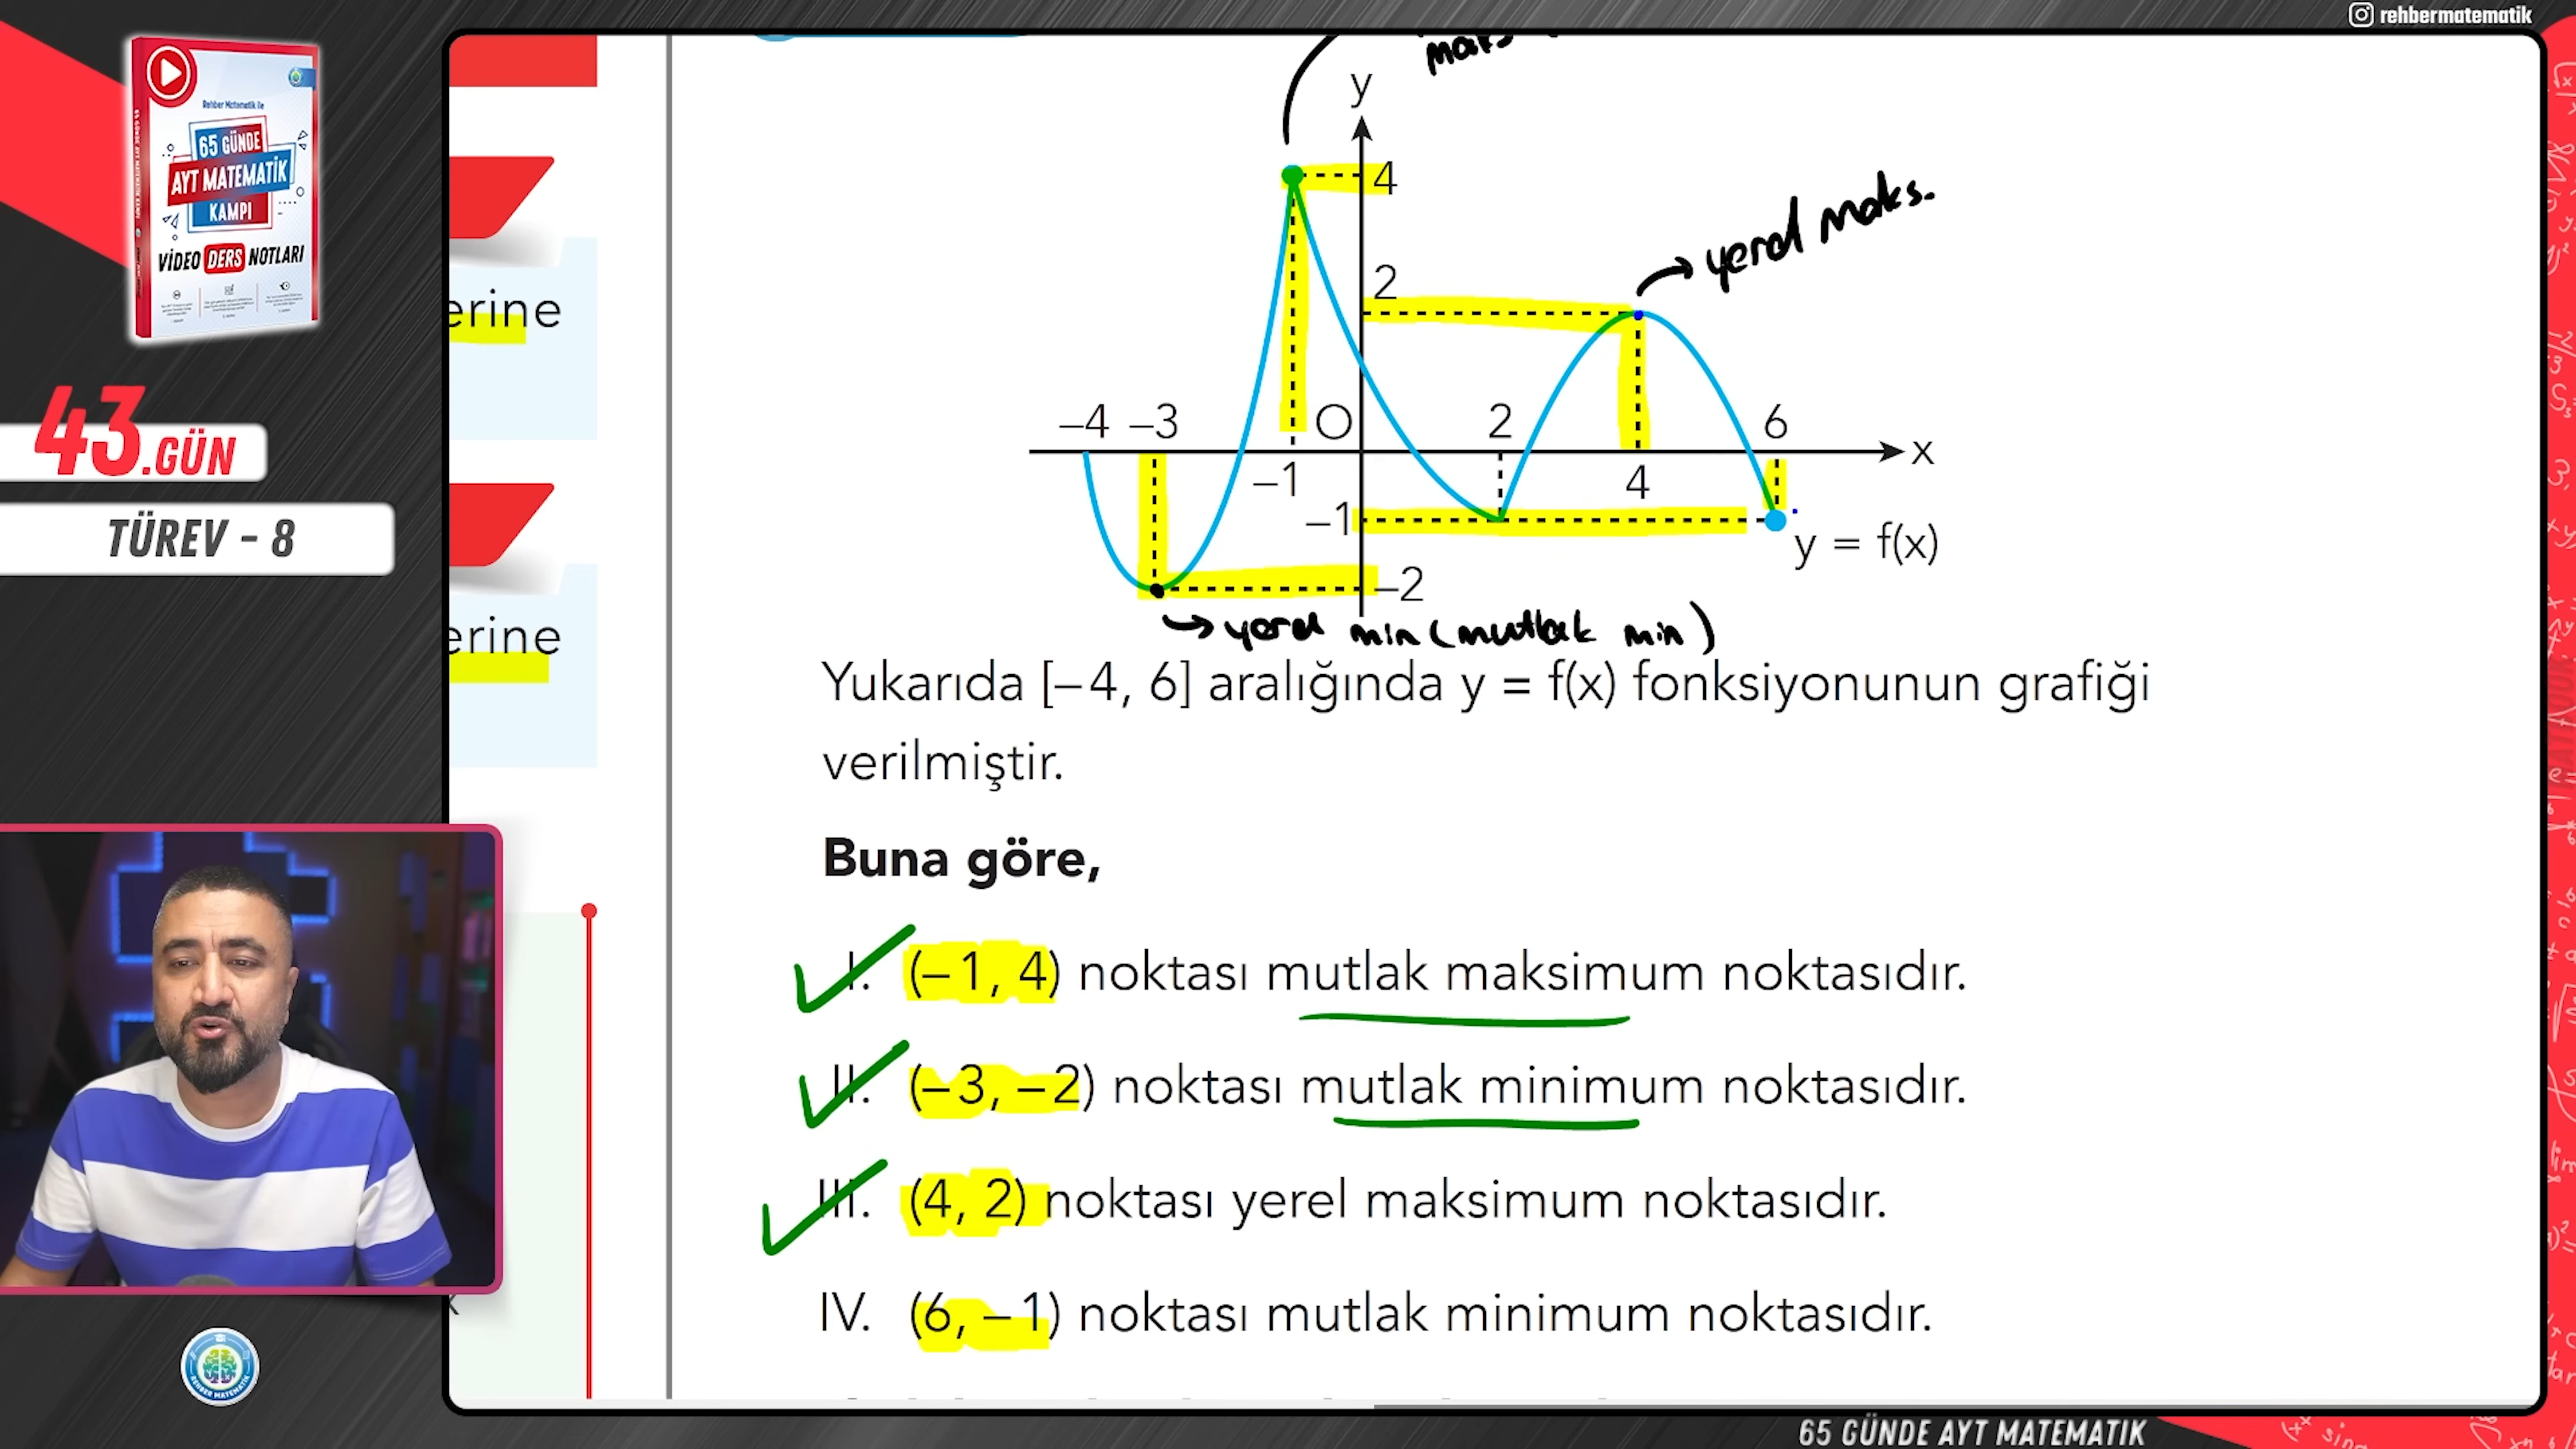 rehbermatematik
Rehber Matematik ile
65 GÜNDE
AYT MATEMATİK
KAMPI
VİDEO DERS NOTLARI
43.GÜN
TÜREV - 8
erine
erine
x
REHBER MATEMATİK
maks
y
4
yerel maks.
2
–4 –3 O 2 6
x
–1 4
–1
y = f(x)
–2
yerel min (mutlak min)
Yukarıda [–4, 6] aralığında y = f(x) fonksiyonunun grafiği
verilmiştir.
Buna göre,
I. (–1, 4) noktası mutlak maksimum noktasıdır.
II. (–3, –2) noktası mutlak minimum noktasıdır.
III. (4, 2) noktası yerel maksimum noktasıdır.
IV. (6, –1) noktası mutlak minimum noktasıdır.
65 GÜNDE AYT MATEMATİK